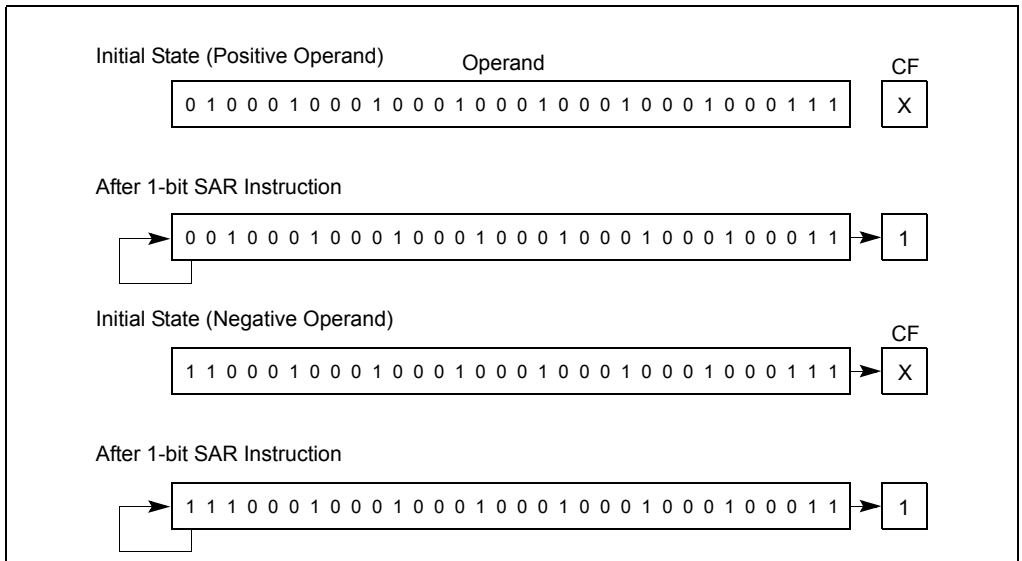 Initial State (Positive Operand) Operand CF
0 1 0 0 0 1 0 0 0 1 0 0 0 1 0 0 0 1 0 0 0 1 0 0 0 1 0 0 0 1 1 1 X
After 1-bit SAR Instruction
0 0 1 0 0 0 1 0 0 0 1 0 0 0 1 0 0 0 1 0 0 0 1 0 0 0 1 0 0 0 1 1 1
Initial State (Negative Operand) CF
1 1 0 0 0 1 0 0 0 1 0 0 0 1 0 0 0 1 0 0 0 1 0 0 0 1 0 0 0 1 1 1 X
After 1-bit SAR Instruction
1 1 1 0 0 0 1 0 0 0 1 0 0 0 1 0 0 0 1 0 0 0 1 0 0 0 1 0 0 0 1 1 1